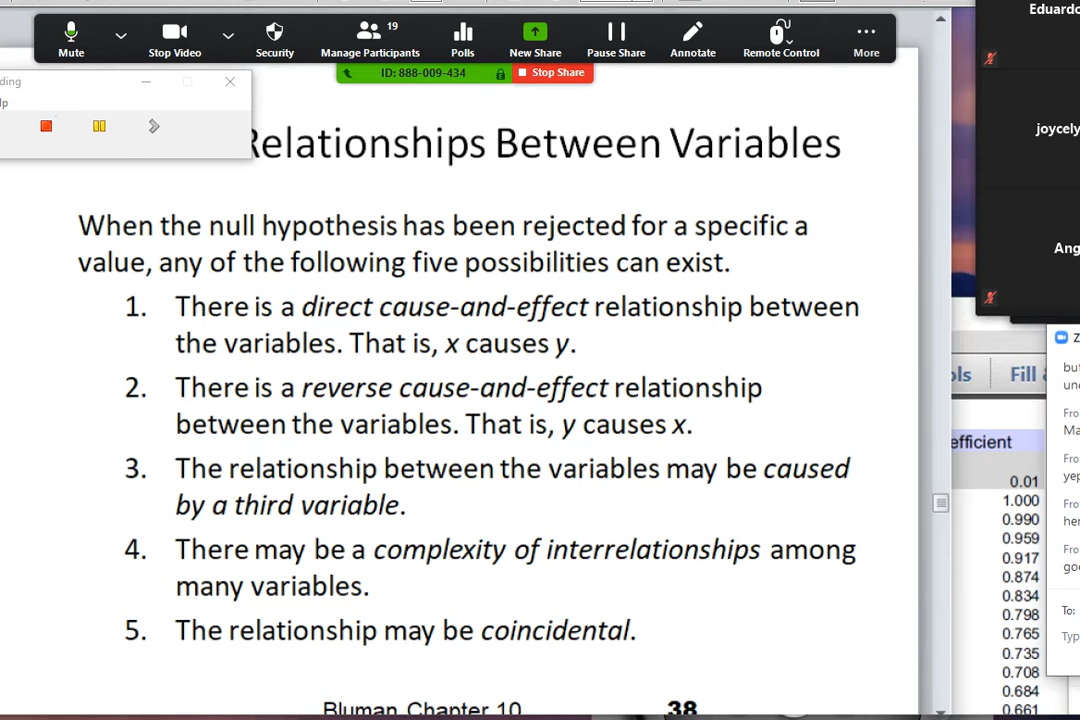 Mute
Stop Video
Security
Manage Participants
19
Polls
New Share
Pause Share
Annotate
Remote Control
More
ID: 888-009-434
Stop Share
Relationships Between Variables
When the null hypothesis has been rejected for a specific a
value, any of the following five possibilities can exist.
1. There is a direct cause-and-effect relationship between
the variables. That is, x causes y.
2. There is a reverse cause-and-effect relationship
between the variables. That is, y causes x.
3. The relationship between the variables may be caused
by a third variable.
4. There may be a complexity of interrelationships among
many variables.
5. The relationship may be coincidental.
Bluman, Chapter 10
38
Eduardo
joycely
Ang
Fill
efficient
0.01
1.000
0.990
0.959
0.917
0.874
0.834
0.798
0.765
0.735
0.708
0.684
0.661
To: